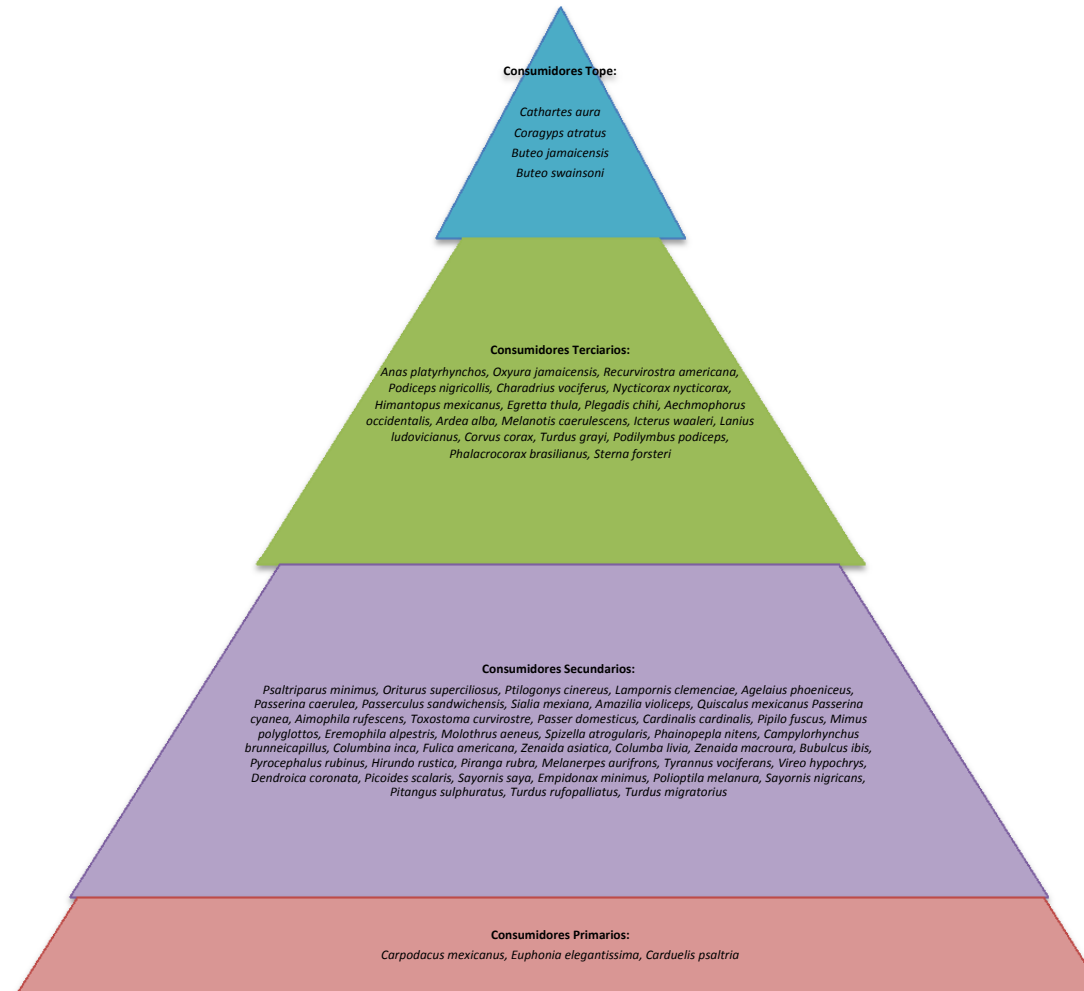 Consumidores Tope:
Cathartes aura
Coragyps atratus
Buteo jamaicensis
Buteo swainsoni
Consumidores Terciarios:
Anas platyrhynchos, Oxyura jamaicensis, Recurvirostra americana,
Podiceps nigricollis, Charadrius vociferus, Nycticorax nycticorax,
Himantopus mexicanus, Egretta thula, Plegadis chihi, Aechmophorus
occidentalis, Ardea alba, Melanotis caerulescens, Icterus waaleri, Lanius
ludovicianus, Corvus corax, Turdus grayi, Podilymbus podiceps,
Phalacrocorax brasilianus, Sterna forsteri
Consumidores Secundarios:
Psaltriparus minimus, Oriturus superciliosus, Ptilogonys cinereus, Lampornis clemenciae, Agelaius phoeniceus,
Passerina caerulea, Passerculus sandwichensis, Sialia mexiana, Amazilia violiceps, Quiscalus mexicanus Passerina
cyanea, Aimophila rufescens, Toxostoma curvirostre, Passer domesticus, Cardinalis cardinalis, Pipilo fuscus, Mimus
polyglottos, Eremophila alpestris, Molothrus aeneus, Spizella atrogularis, Phainopepla nitens, Campylorhynchus
brunneicapillus, Columbina inca, Fulica americana, Zenaida asiatica, Columba livia, Zenaida macroura, Bubulcus ibis,
Pyrocephalus rubinus, Hirundo rustica, Piranga rubra, Melanerpes aurifrons, Tyrannus vociferans, Vireo hypochrys,
Dendroica coronata, Picoides scalaris, Sayornis saya, Empidonax minimus, Polioptila melanura, Sayornis nigricans,
Pitangus sulphuratus, Turdus rufopalliatus, Turdus migratorius
Consumidores Primarios:
Carpodacus mexicanus, Euphonia elegantissima, Carduelis psaltria